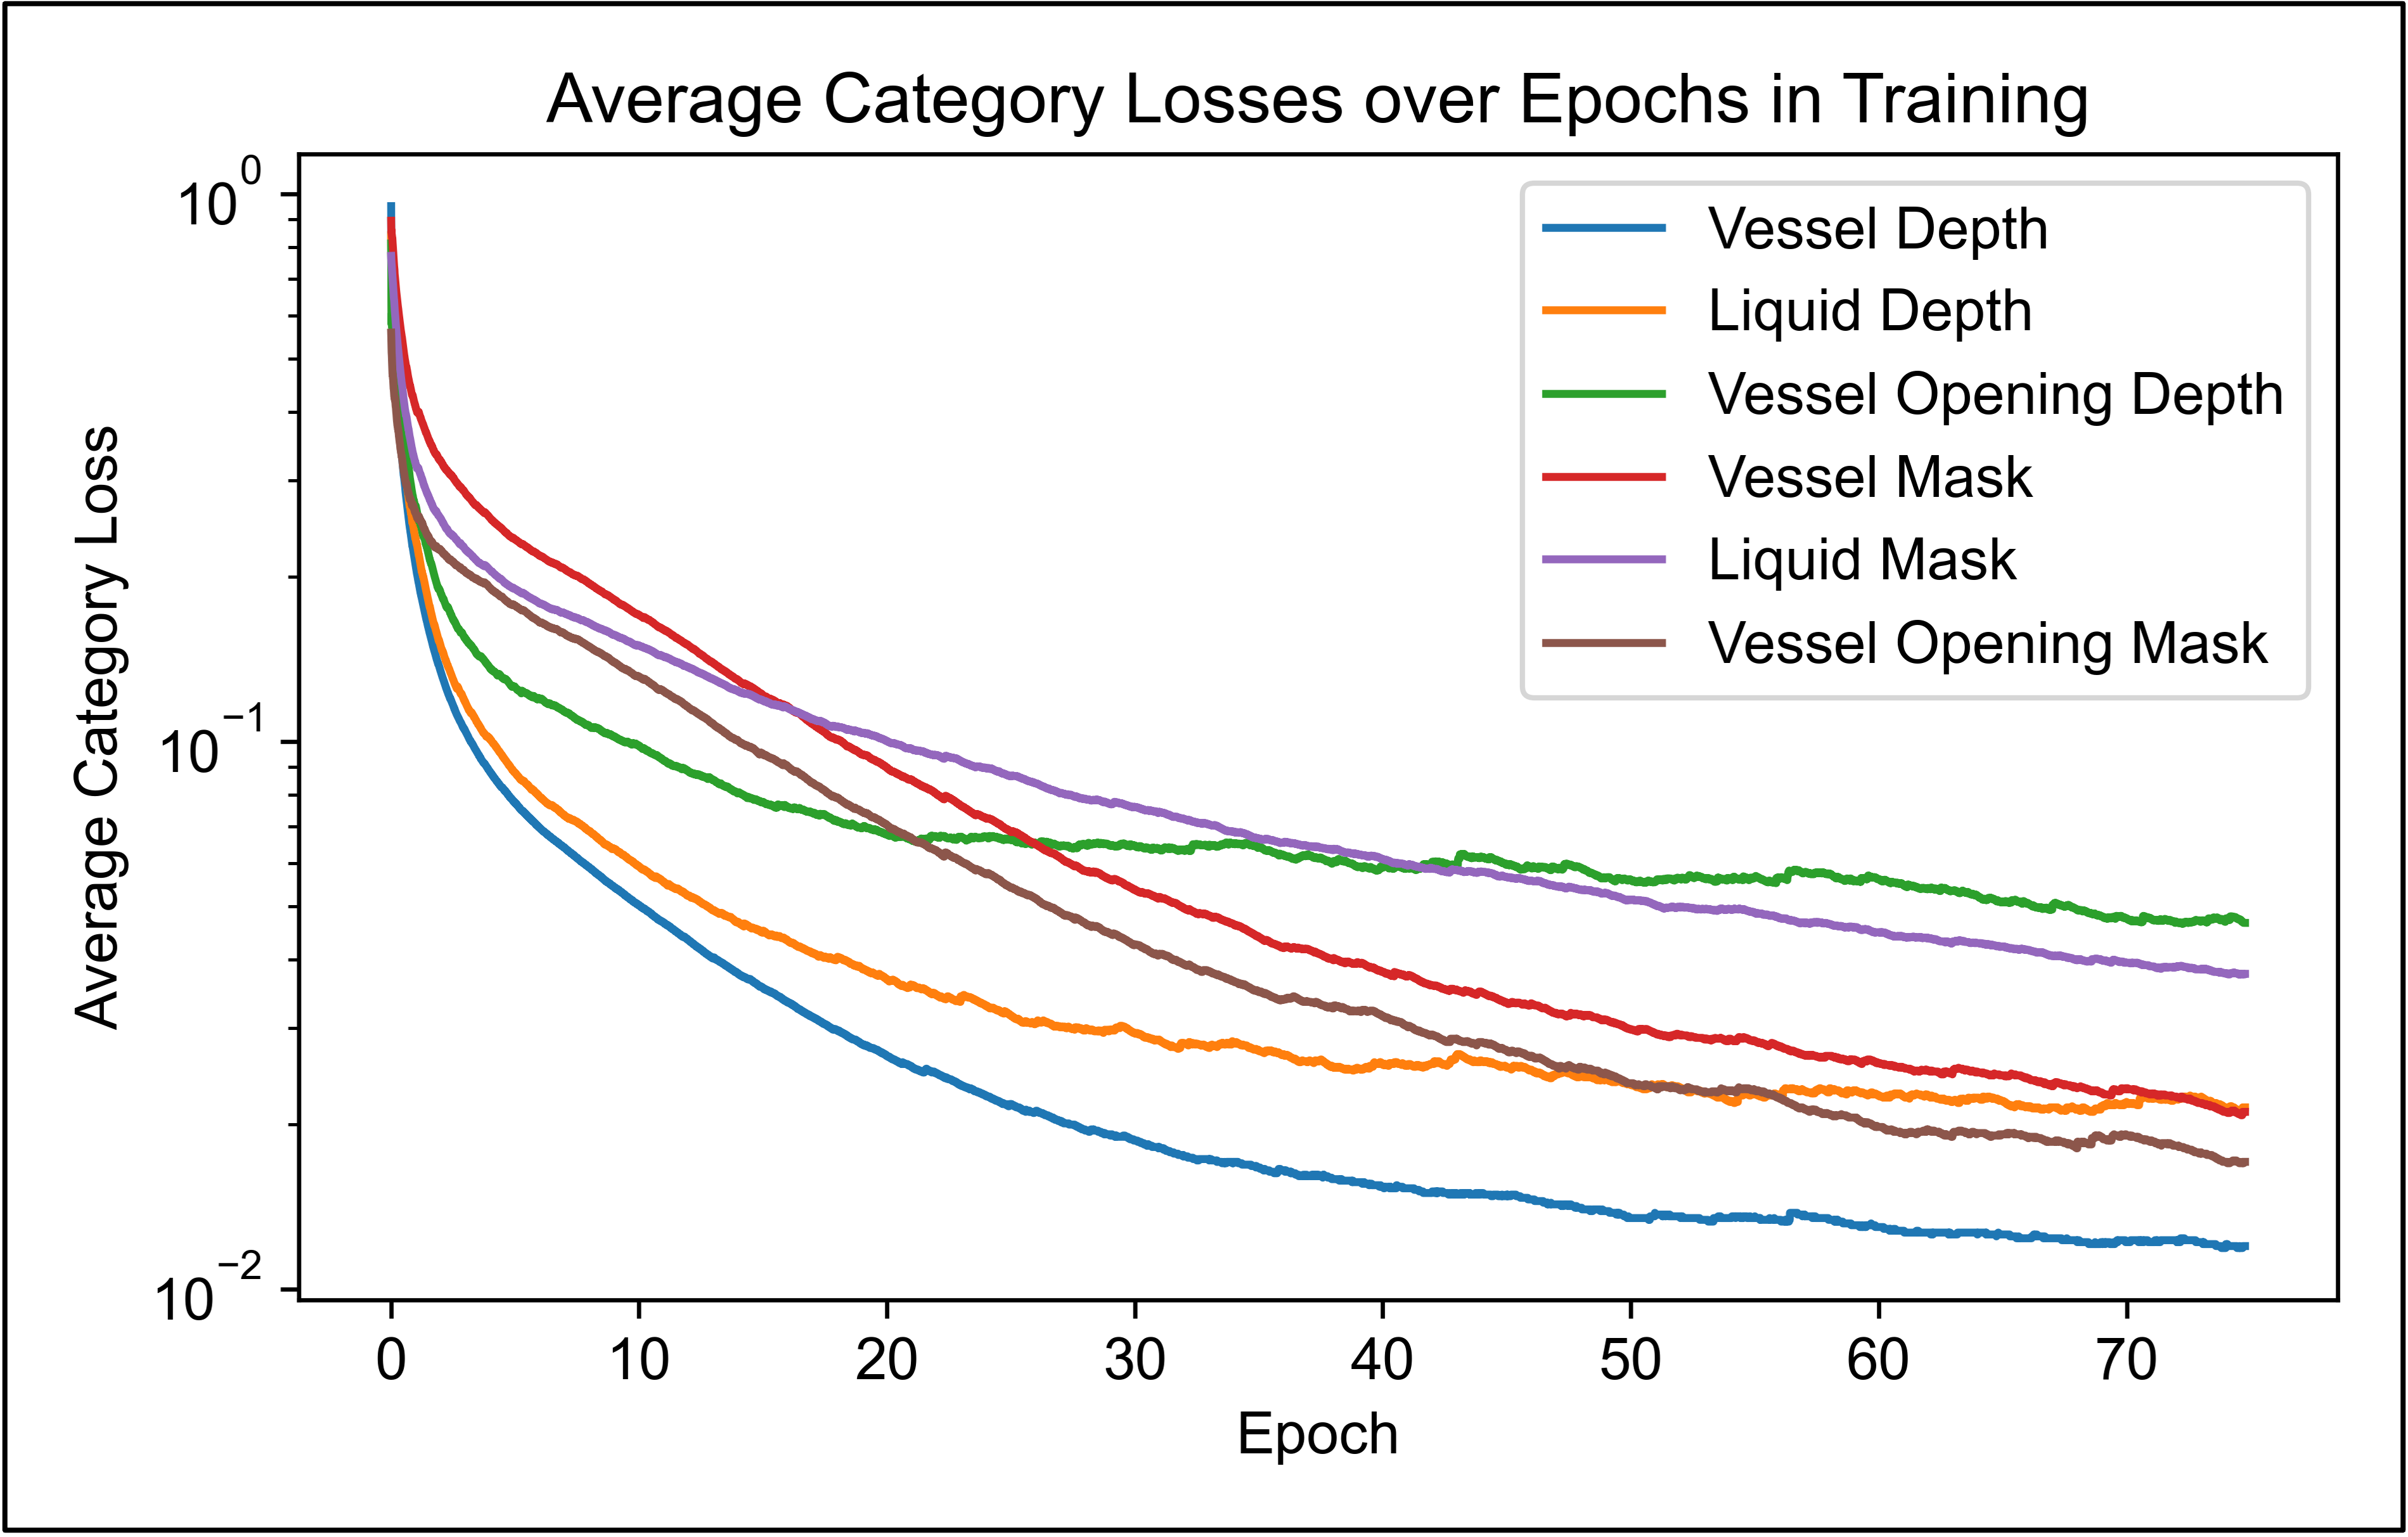 Average Category Losses over Epochs in Training
Average Category Loss
10^0
10^−1
10^−2
Vessel Depth
Liquid Depth
Vessel Opening Depth
Vessel Mask
Liquid Mask
Vessel Opening Mask
0 10 20 30 40 50 60 70
Epoch